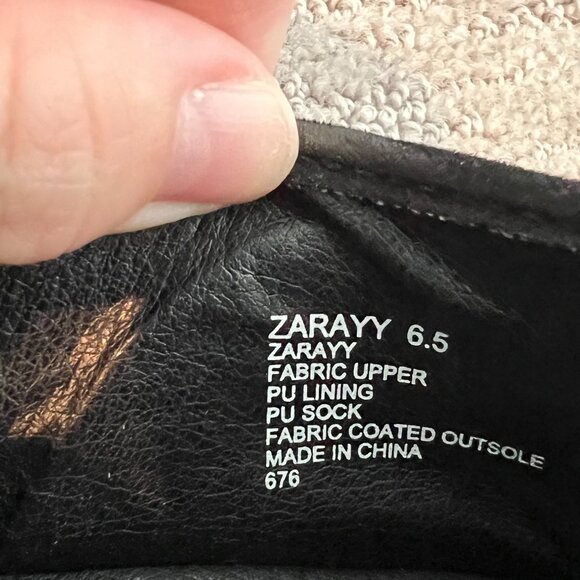 ZARAYY 6.5
ZARAYY
FABRIC UPPER
PU LINING
PU SOCK
FABRIC COATED OUTSOLE
MADE IN CHINA
676